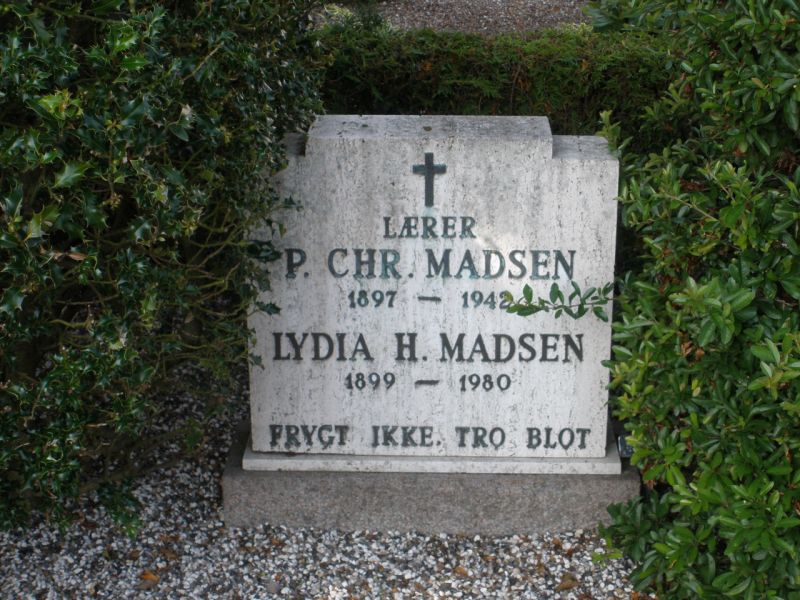 LÆRER
P. CHR. MADSEN
1897 — 1942
LYDIA H. MADSEN
1899 — 1980
FRYGT IKKE. TRO BLOT